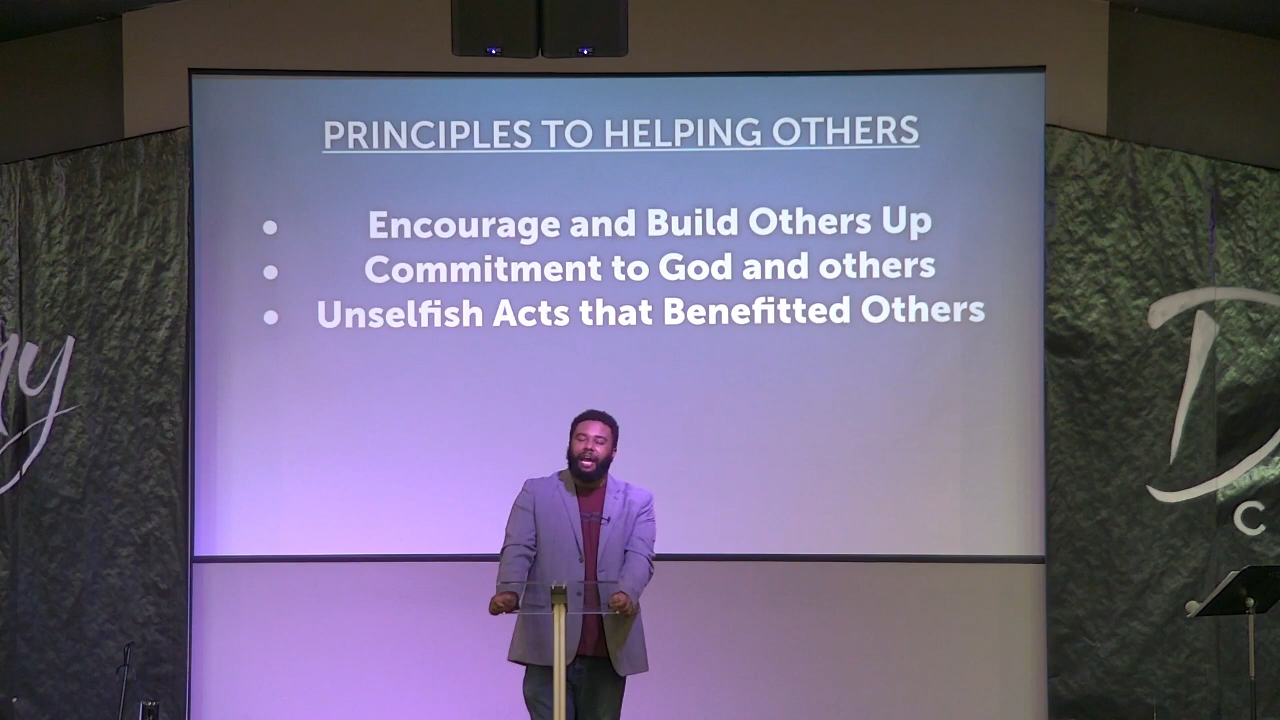 PRINCIPLES TO HELPING OTHERS
• Encourage and Build Others Up
• Commitment to God and others
• Unselfish Acts that Benefitted Others
ny
D
C